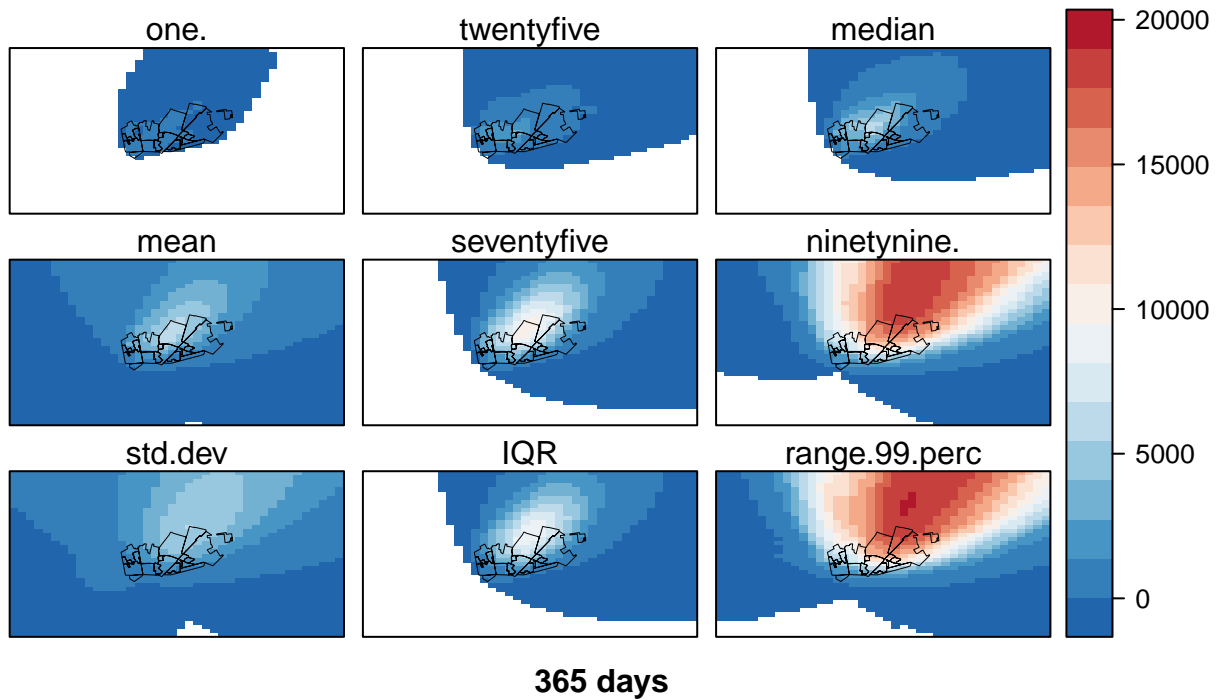 one. twentyfive median
mean seventyfive ninetynine.
std.dev IQR range.99.perc
20000
15000
10000
5000
0
365 days